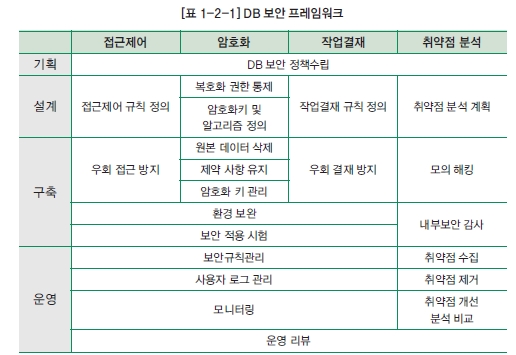 [표 1-2-1] DB 보안 프레임워크
접근제어 암호화 작업결재 취약점 분석
기획 DB 보안 정책수립
설계 접근제어 규칙 정의 복호화 권한 통제 작업결재 규칙 정의 취약점 분석 계획
암호화키 및
알고리즘 정의
구축 우회 접근 방지 원본 데이터 삭제 우회 결재 방지 모의 해킹
제약 사항 유지
암호화 키 관리
환경 보완 내부보안 감사
보안 적용 시험
운영 보안규칙관리 취약점 수집
사용자 로그 관리 취약점 제거
모니터링 취약점 개선
분석 비교
운영 리뷰